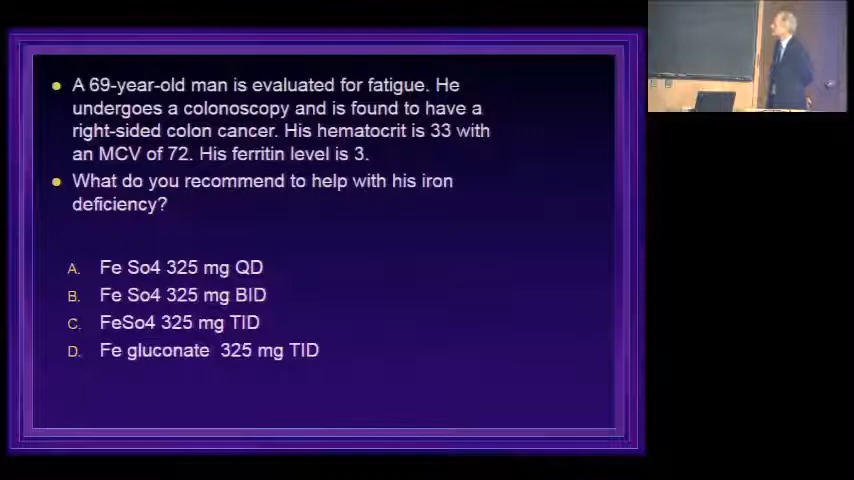 A 69-year-old man is evaluated for fatigue. He
undergoes a colonoscopy and is found to have a
right-sided colon cancer. His hematocrit is 33 with
an MCV of 72. His ferritin level is 3.
What do you recommend to help with his iron
deficiency?
A. Fe So4 325 mg QD
B. Fe So4 325 mg BID
C. FeSo4 325 mg TID
D. Fe gluconate 325 mg TID